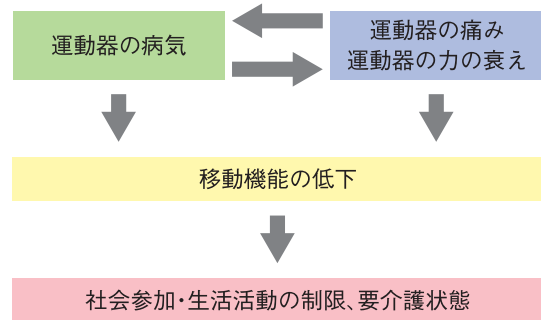 運動器の病気
運動器の痛み
運動器の力の衰え
移動機能の低下
社会参加・生活活動の制限、要介護状態